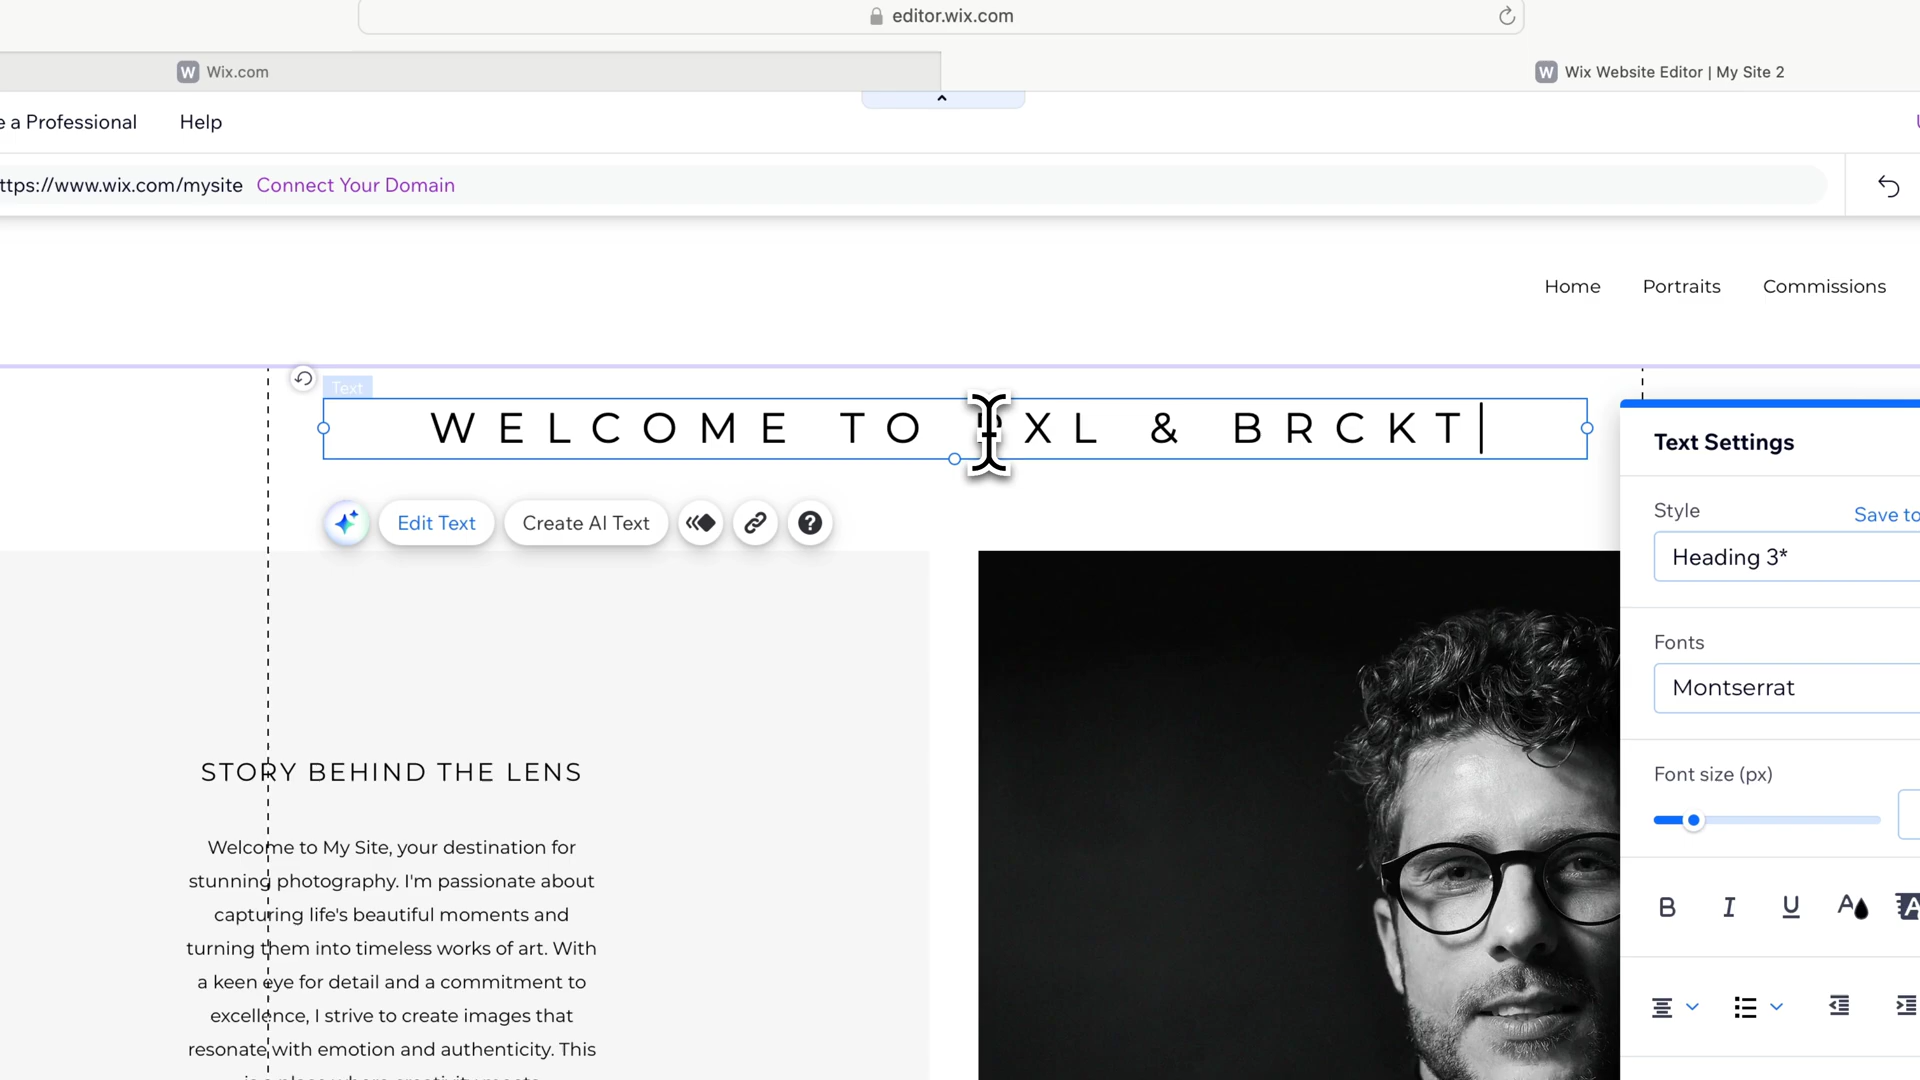 editor.wix.com
W Wix.com
W Wix Website Editor | My Site 2
e a Professional Help
ttps://www.wix.com/mysite Connect Your Domain
Home Portraits Commissions
Text
WELCOME TO PXL & BRCKT
Edit Text Create AI Text
Text Settings
Style Save to
Heading 3*
Fonts
Montserrat
Font size (px)
B I U A A
STORY BEHIND THE LENS
Welcome to My Site, your destination for
stunning photography. I'm passionate about
capturing life's beautiful moments and
turning them into timeless works of art. With
a keen eye for detail and a commitment to
excellence, I strive to create images that
resonate with emotion and authenticity. This